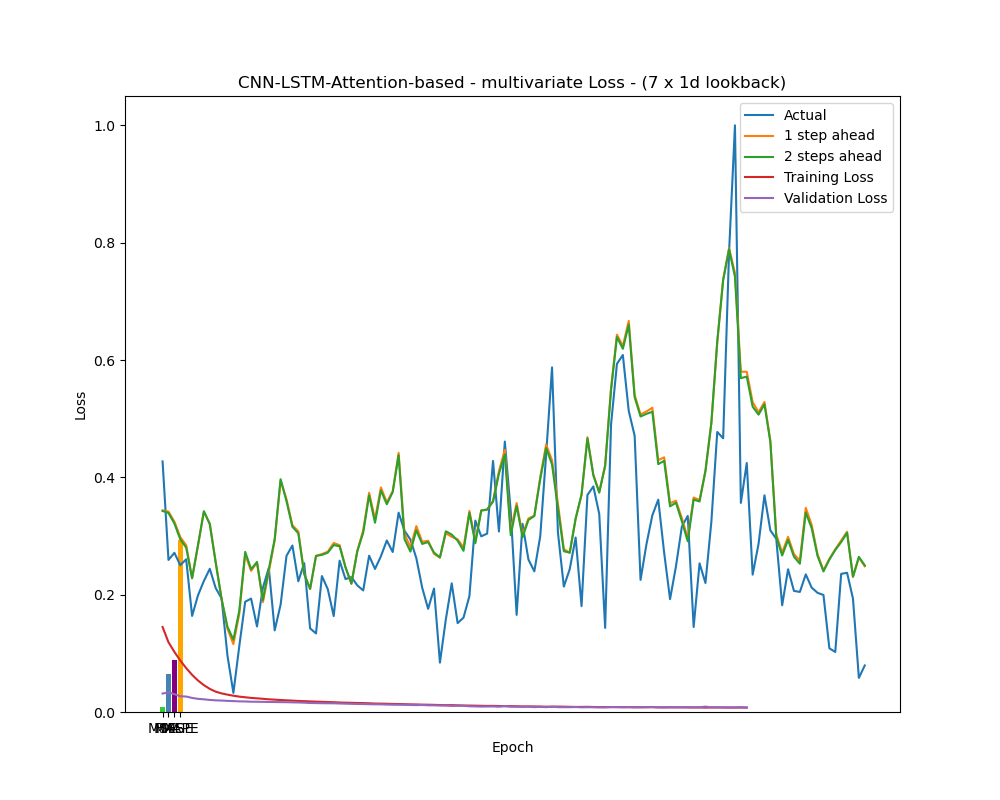 CNN-LSTM-Attention-based - multivariate Loss - (7 x 1d lookback)
Actual
1 step ahead
2 steps ahead
Training Loss
Validation Loss
1.0
0.8
0.6
0.4
0.2
0.0
Loss
Epoch